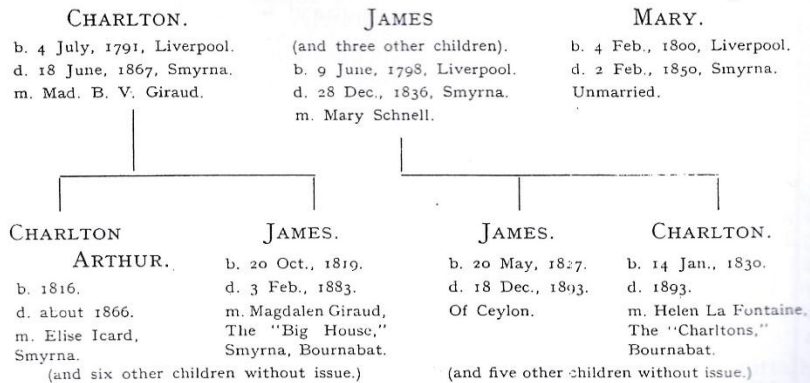 CHARLTON.
b. 4 July, 1791, Liverpool.
d. 18 June, 1867, Smyrna.
m. Mad. B. V. Giraud.
JAMES
(and three other children).
b. 9 June, 1798, Liverpool.
d. 28 Dec., 1836, Smyrna.
m. Mary Schnell.
MARY.
b. 4 Feb., 1800, Liverpool.
d. 2 Feb., 1850, Smyrna.
Unmarried.
CHARLTON
ARTHUR.
b. 1816.
d. about 1866.
m. Elise Icard,
Smyrna.
JAMES.
b. 20 Oct., 1819.
d. 3 Feb., 1883.
m. Magdalen Giraud,
The "Big House,"
Smyrna, Bournabat.
(and six other children without issue.)
JAMES.
b. 20 May, 1827.
d. 18 Dec., 1893.
Of Ceylon.
CHARLTON.
b. 14 Jan., 1830.
d. 1893.
m. Helen La Fontaine,
The "Charltons,"
Bournabat.
(and five other children without issue.)